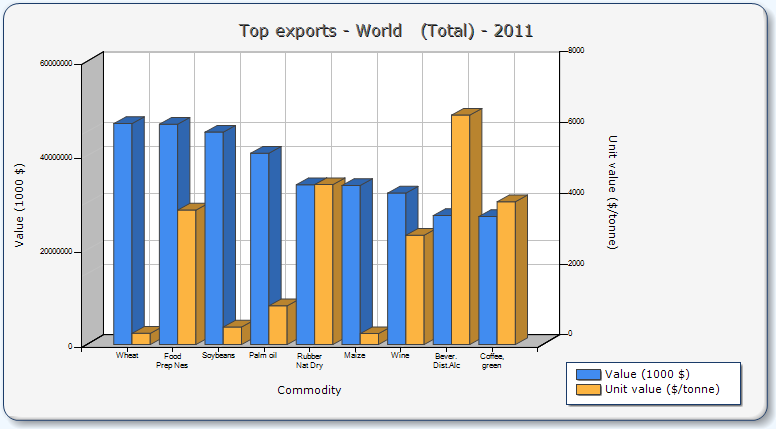 Top exports - World (Total) - 2011
60000000
40000000
20000000
0
Value (1000 $)
8000
6000
4000
2000
0
Unit value ($/tonne)
Wheat
Food
Prep Nes
Soybeans
Palm oil
Rubber
Nat Dry
Maize
Wine
Bever.
Dist.Alc
Coffee,
green
Commodity
Value (1000 $)
Unit value ($/tonne)